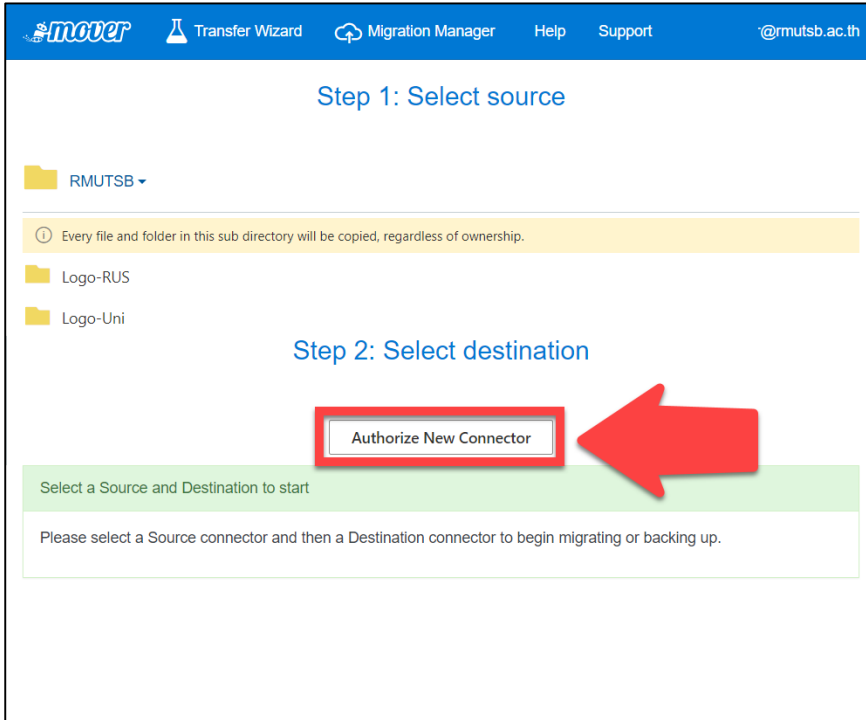 mover Transfer Wizard Migration Manager Help Support @rmutsb.ac.th
Step 1: Select source
RMUTSB
Every file and folder in this sub directory will be copied, regardless of ownership.
Logo-RUS
Logo-Uni
Step 2: Select destination
Authorize New Connector
Select a Source and Destination to start
Please select a Source connector and then a Destination connector to begin migrating or backing up.